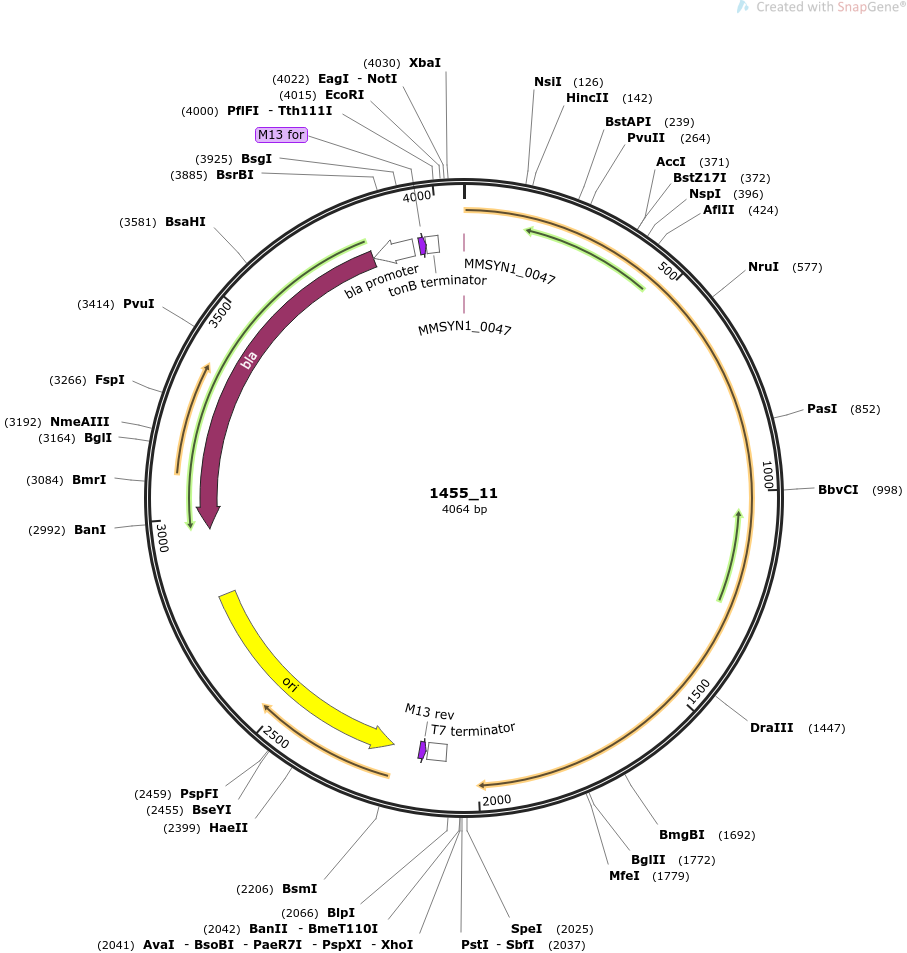 Created with SnapGene®
(4030) XbaI
(4022) EagI - NotI
(4015) EcoRI
(4000) PflFI - Tth111I
M13 for
(3925) BsgI
(3885) BsrBI
(3581) BsaHI
(3414) PvuI
(3266) FspI
(3192) NmeAIII
(3164) BglI
(3084) BmrI
(2992) BanI
NsiI (126)
HincII (142)
BstAPI (239)
PvuII (264)
AccI (371)
BstZ17I (372)
NspI (396)
AflII (424)
NruI (577)
PasI (852)
BbvCI (998)
DraIII (1447)
BmgBI (1692)
BglII (1772)
MfeI (1779)
SpeI (2025)
PstI - SbfI (2037)
4000
500
1000
1500
2000
2500
3000
3500
bla promoter
tonB terminator
MMSYN1_0047
MMSYN1_0047
bla
1455_11
4064 bp
ori
M13 rev
T7 terminator
(2459) PspFI
(2455) BseYI
(2399) HaeII
(2206) BsmI
(2066) BlpI
(2042) BanII - BmeT110I
(2041) AvaI - BsoBI - PaeR7I - PspXI - XhoI